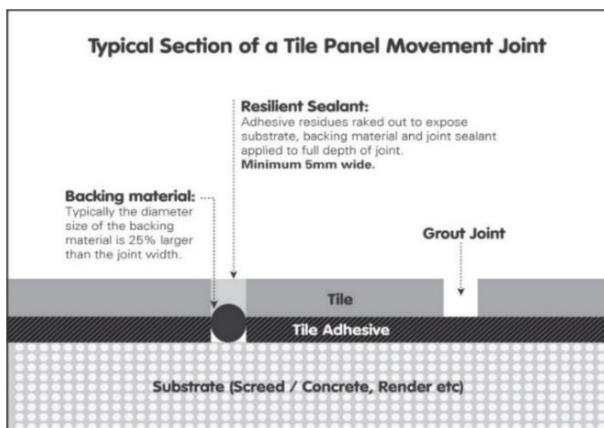 Typical Section of a Tile Panel Movement Joint
Resilient Sealant:
Adhesive residues raked out to expose
substrate, backing material and joint sealant
applied to full depth of joint.
Minimum 5mm wide.
Backing material:
Typically the diameter
size of the backing
material is 25% larger
than the joint width.
Grout Joint
Tile
Tile Adhesive
Substrate (Screed / Concrete, Render etc)